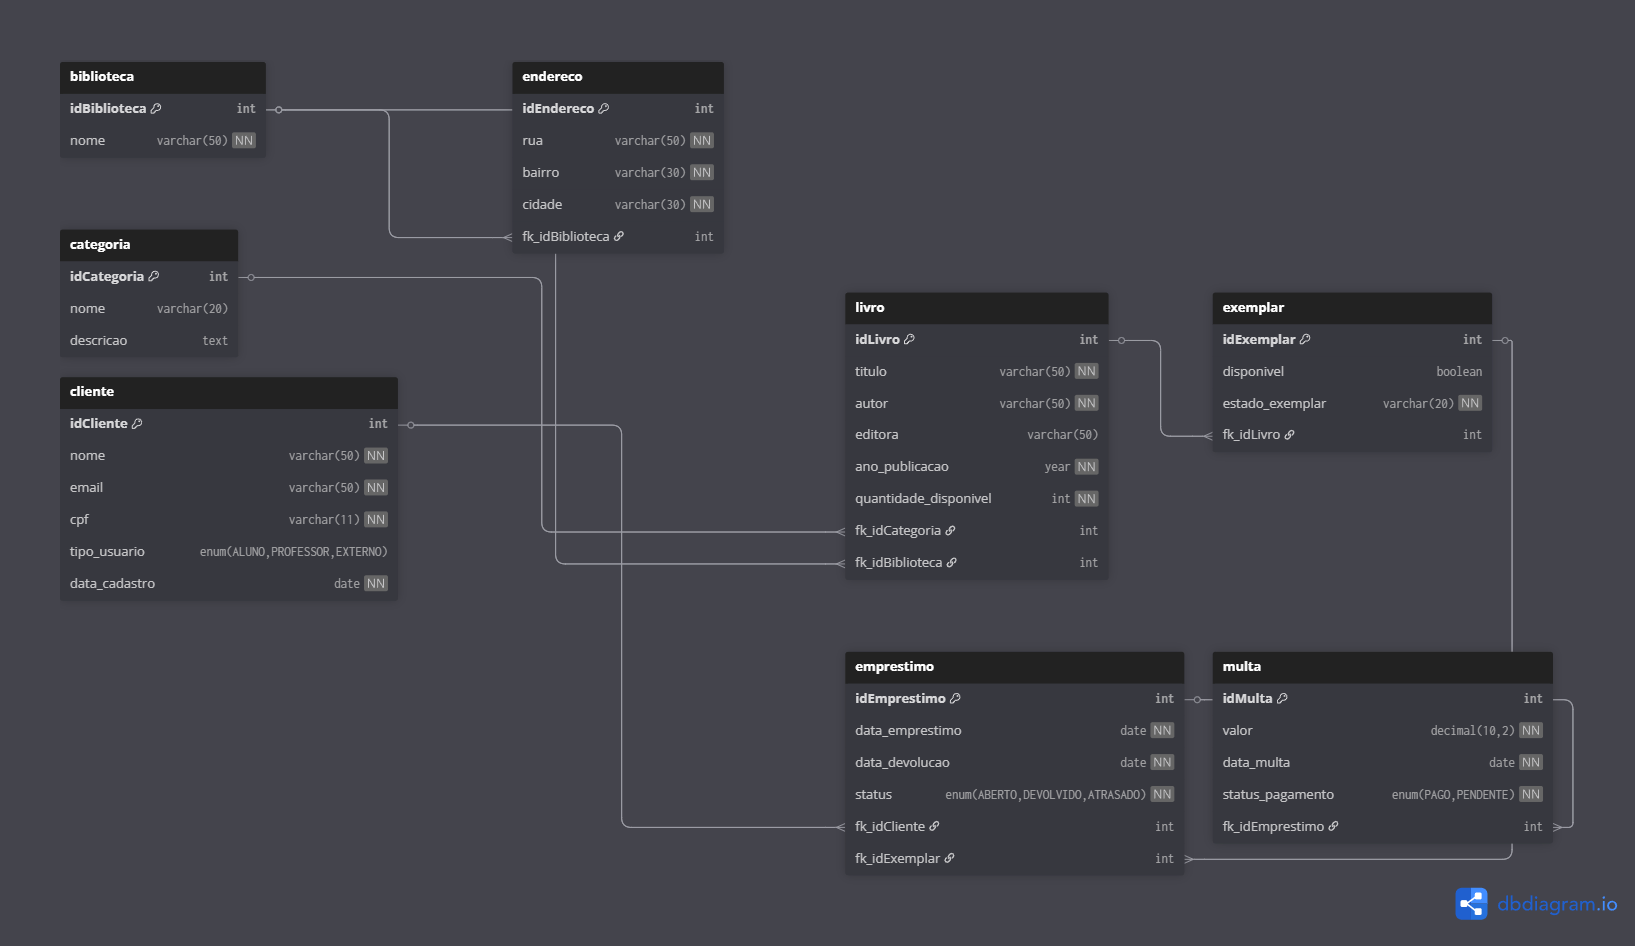 biblioteca
idBiblioteca int
nome varchar(50) NN
endereco
idEndereco int
rua varchar(50) NN
bairro varchar(30) NN
cidade varchar(30) NN
fk_idBiblioteca int
categoria
idCategoria int
nome varchar(20)
descricao text
cliente
idCliente int
nome varchar(50) NN
email varchar(50) NN
cpf varchar(11) NN
tipo_usuario enum(ALUNO,PROFESSOR,EXTERNO)
data_cadastro date NN
livro
idLivro int
titulo varchar(50) NN
autor varchar(50) NN
editora varchar(50)
ano_publicacao year NN
quantidade_disponivel int NN
fk_idCategoria int
fk_idBiblioteca int
exemplar
idExemplar int
disponivel boolean
estado_exemplar varchar(20) NN
fk_idLivro int
emprestimo
idEmprestimo int
data_emprestimo date NN
data_devolucao date NN
status enum(ABERTO,DEVOLVIDO,ATRASADO) NN
fk_idCliente int
fk_idExemplar int
multa
idMulta int
valor decimal(10,2) NN
data_multa date NN
status_pagamento enum(PAGO,PENDENTE) NN
fk_idEmprestimo int
dbdiagram.io